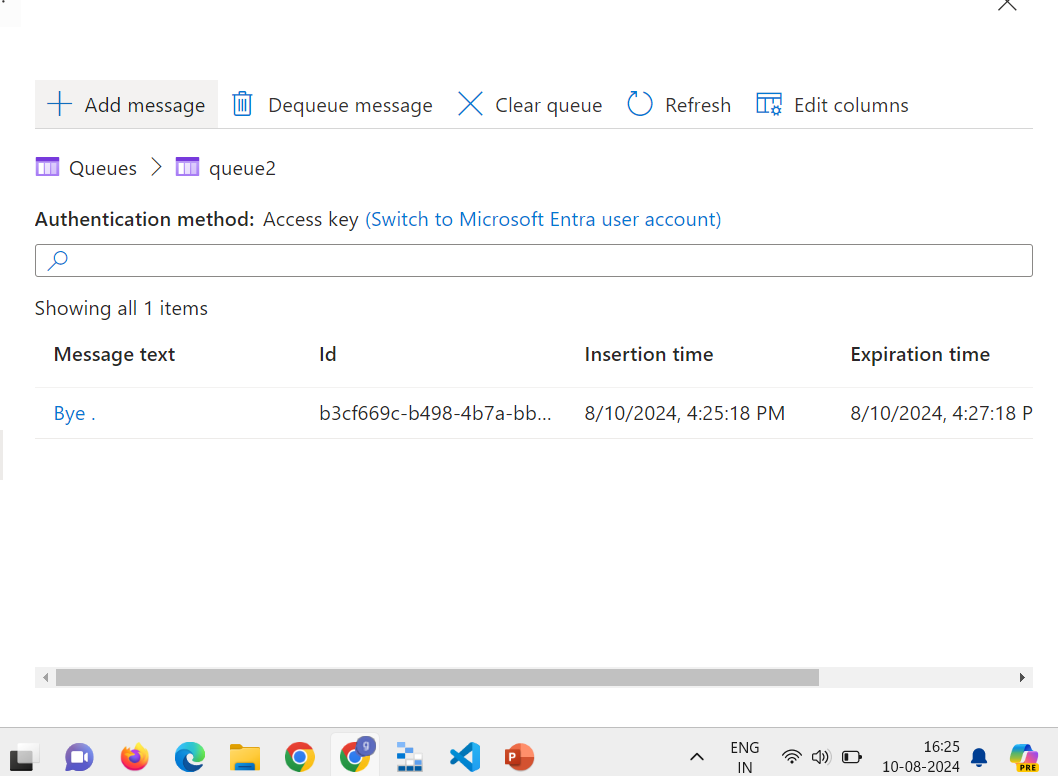 Add message Dequeue message Clear queue Refresh Edit columns
Queues > queue2
Authentication method: Access key (Switch to Microsoft Entra user account)
Showing all 1 items
Message text Id Insertion time Expiration time
Bye . b3cf669c-b498-4b7a-bb... 8/10/2024, 4:25:18 PM 8/10/2024, 4:27:18 P
g P ENG 16:25
PRE IN 10-08-2024